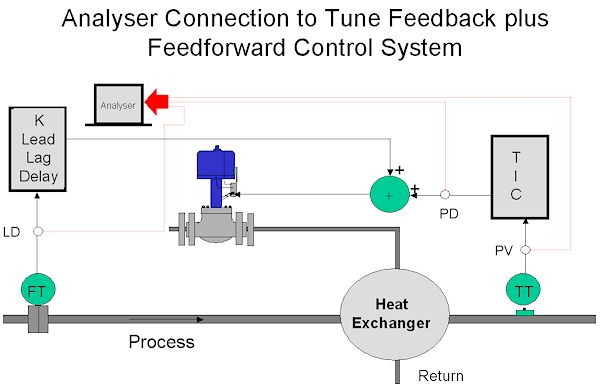 Analyser Connection to Tune Feedback plus
Feedforward Control System
Analyser
K
Lead
Lag
Delay
T
I
C
+
+
+
PD
LD
PV
FT
TT
Heat
Exchanger
Process
Return